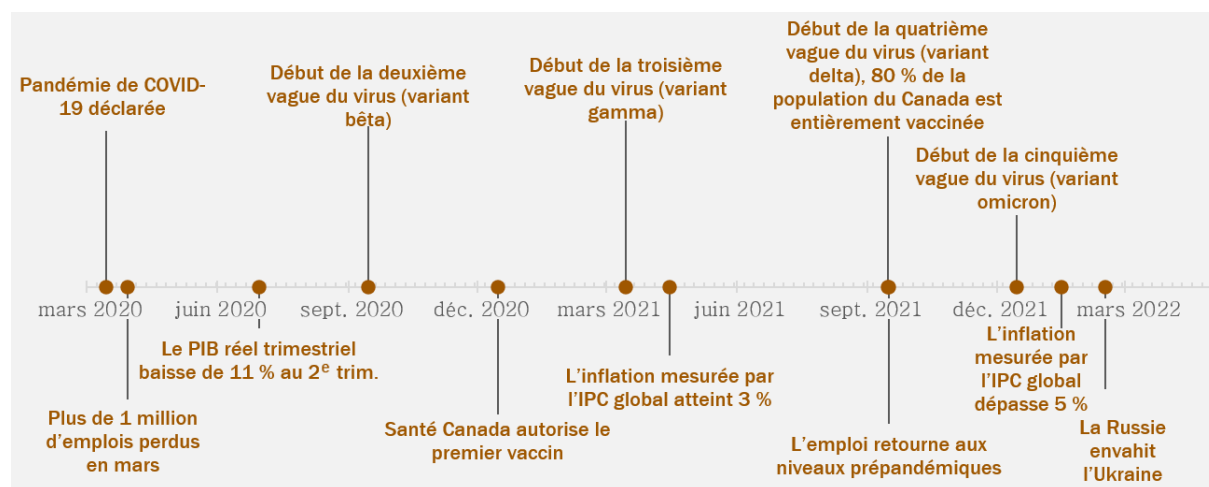 Pandémie de COVID-
19 déclarée
Début de la deuxième
vague du virus (variant
bêta)
Début de la troisième
vague du virus (variant
gamma)
Début de la quatrième
vague du virus (variant
delta), 80 % de la
population du Canada est
entièrement vaccinée
Début de la cinquième
vague du virus (variant
omicron)
mars 2020 juin 2020 sept. 2020 déc. 2020 mars 2021 juin 2021 sept. 2021 déc. 2021 mars 2022
Plus de 1 million
d'emplois perdus
en mars
Le PIB réel trimestriel
baisse de 11 % au 2e trim.
Santé Canada autorise le
premier vaccin
L'inflation mesurée par
l'IPC global atteint 3 %
L'emploi retourne aux
niveaux prépandémiques
L'inflation
mesurée par
l'IPC global
dépasse 5 %
La Russie
envahit
l'Ukraine